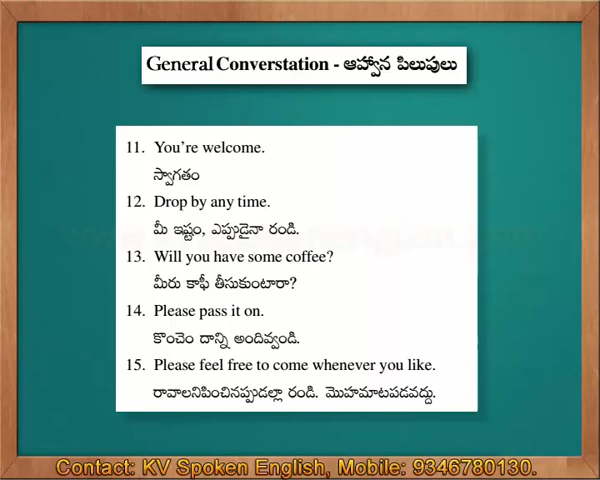 General Converstation - ఆహ్వాన పిలుపులు
11. You're welcome.
స్వాగతం
12. Drop by any time.
మీ ఇష్టం, ఎప్పుడైనా రండి.
13. Will you have some coffee?
మీరు కాఫీ తీసుకుంటారా?
14. Please pass it on.
కొంచెం దాన్ని అందివ్వండి.
15. Please feel free to come whenever you like.
రావాలనిపించినప్పుడల్లా రండి. మొహమాటపడవద్దు.
Contact: KV Spoken English, Mobile: 9346780130.